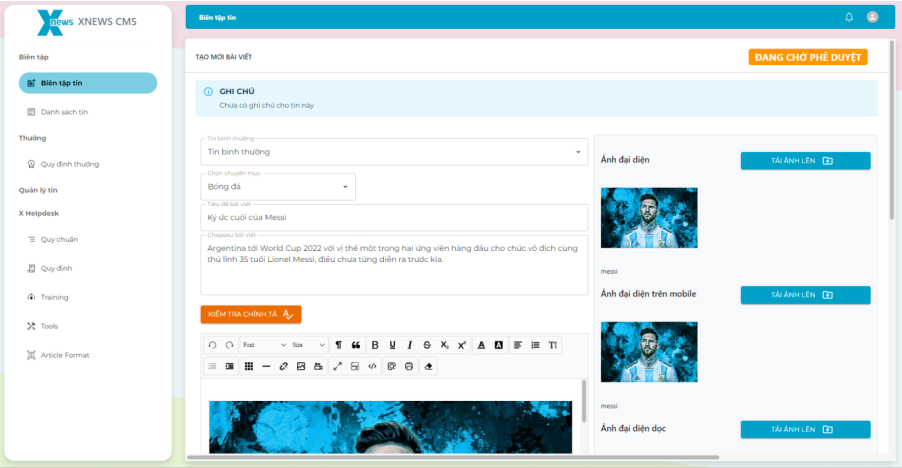 Xnews XNEWS CMS
Biên tập
Biên tập tin
Danh sách tin
Thưởng
Quy định thưởng
Quản lý tin
X Helpdesk
Quy chuẩn
Quy định
Training
Tools
Article Format
Biên tập tin
TẠO MỚI BÀI VIẾT
ĐANG CHỜ PHÊ DUYỆT
GHI CHÚ
Chưa có ghi chú cho tin này
Tin bình thường
Tin bình thường
Chọn chuyên mục
Bóng đá
Tiêu đề bài viết
Ký ức cuối của Messi
Chapeau bài viết
Argentina tới World Cup 2022 với vị thế một trong hai ứng viên hàng đầu cho chức vô địch cùng
thủ lĩnh 35 tuổi Lionel Messi, điều chưa từng diễn ra trước kia.
KIỂM TRA CHÍNH TẢ
Font Size
Ảnh đại diện
TẢI ẢNH LÊN
messi
Ảnh đại diện trên mobile
TẢI ẢNH LÊN
messi
Ảnh đại diện dọc
TẢI ẢNH LÊN